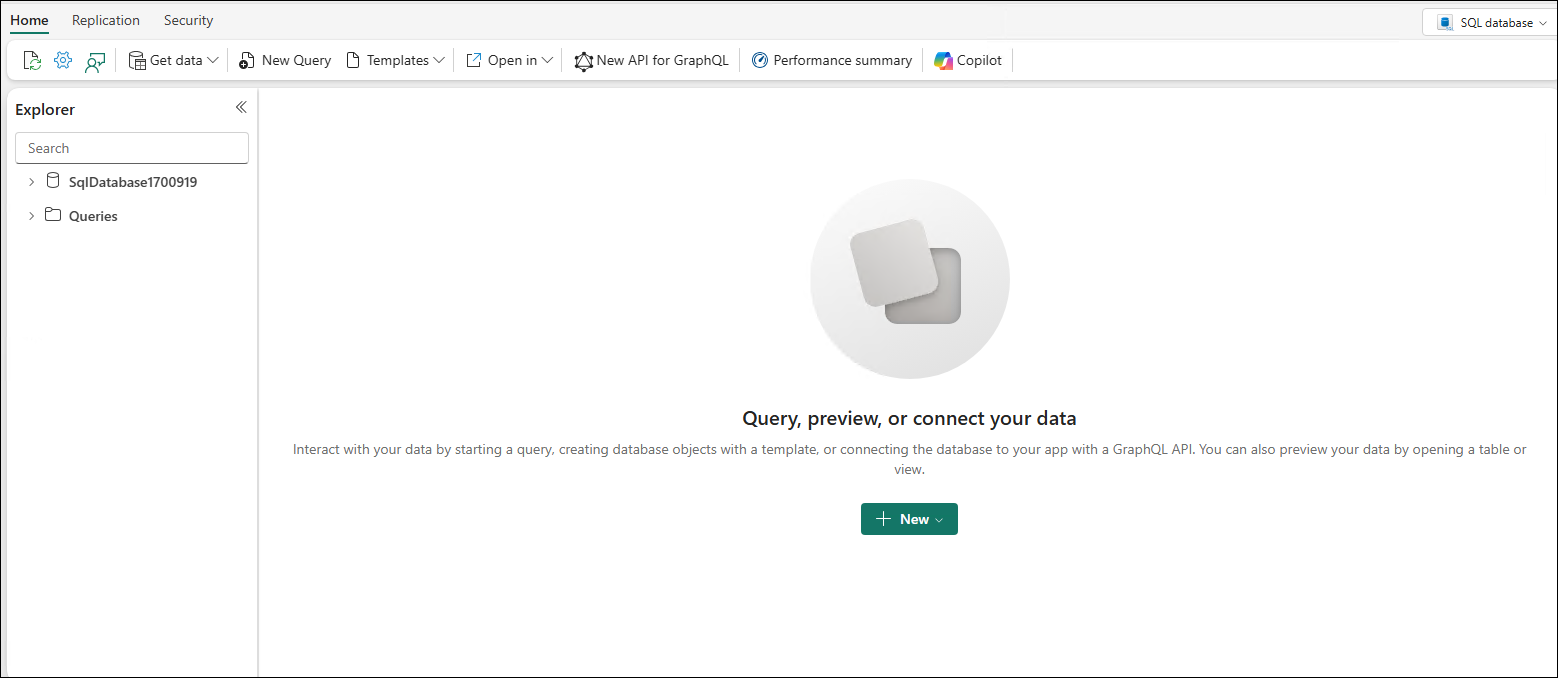 Home Replication Security
SQL database
Get data New Query Templates Open in New API for GraphQL Performance summary Copilot
Explorer
Search
SqlDatabase1700919
Queries
Query, preview, or connect your data
Interact with your data by starting a query, creating database objects with a template, or connecting the database to your app with a GraphQL API. You can also preview your data by opening a table or
view.
New